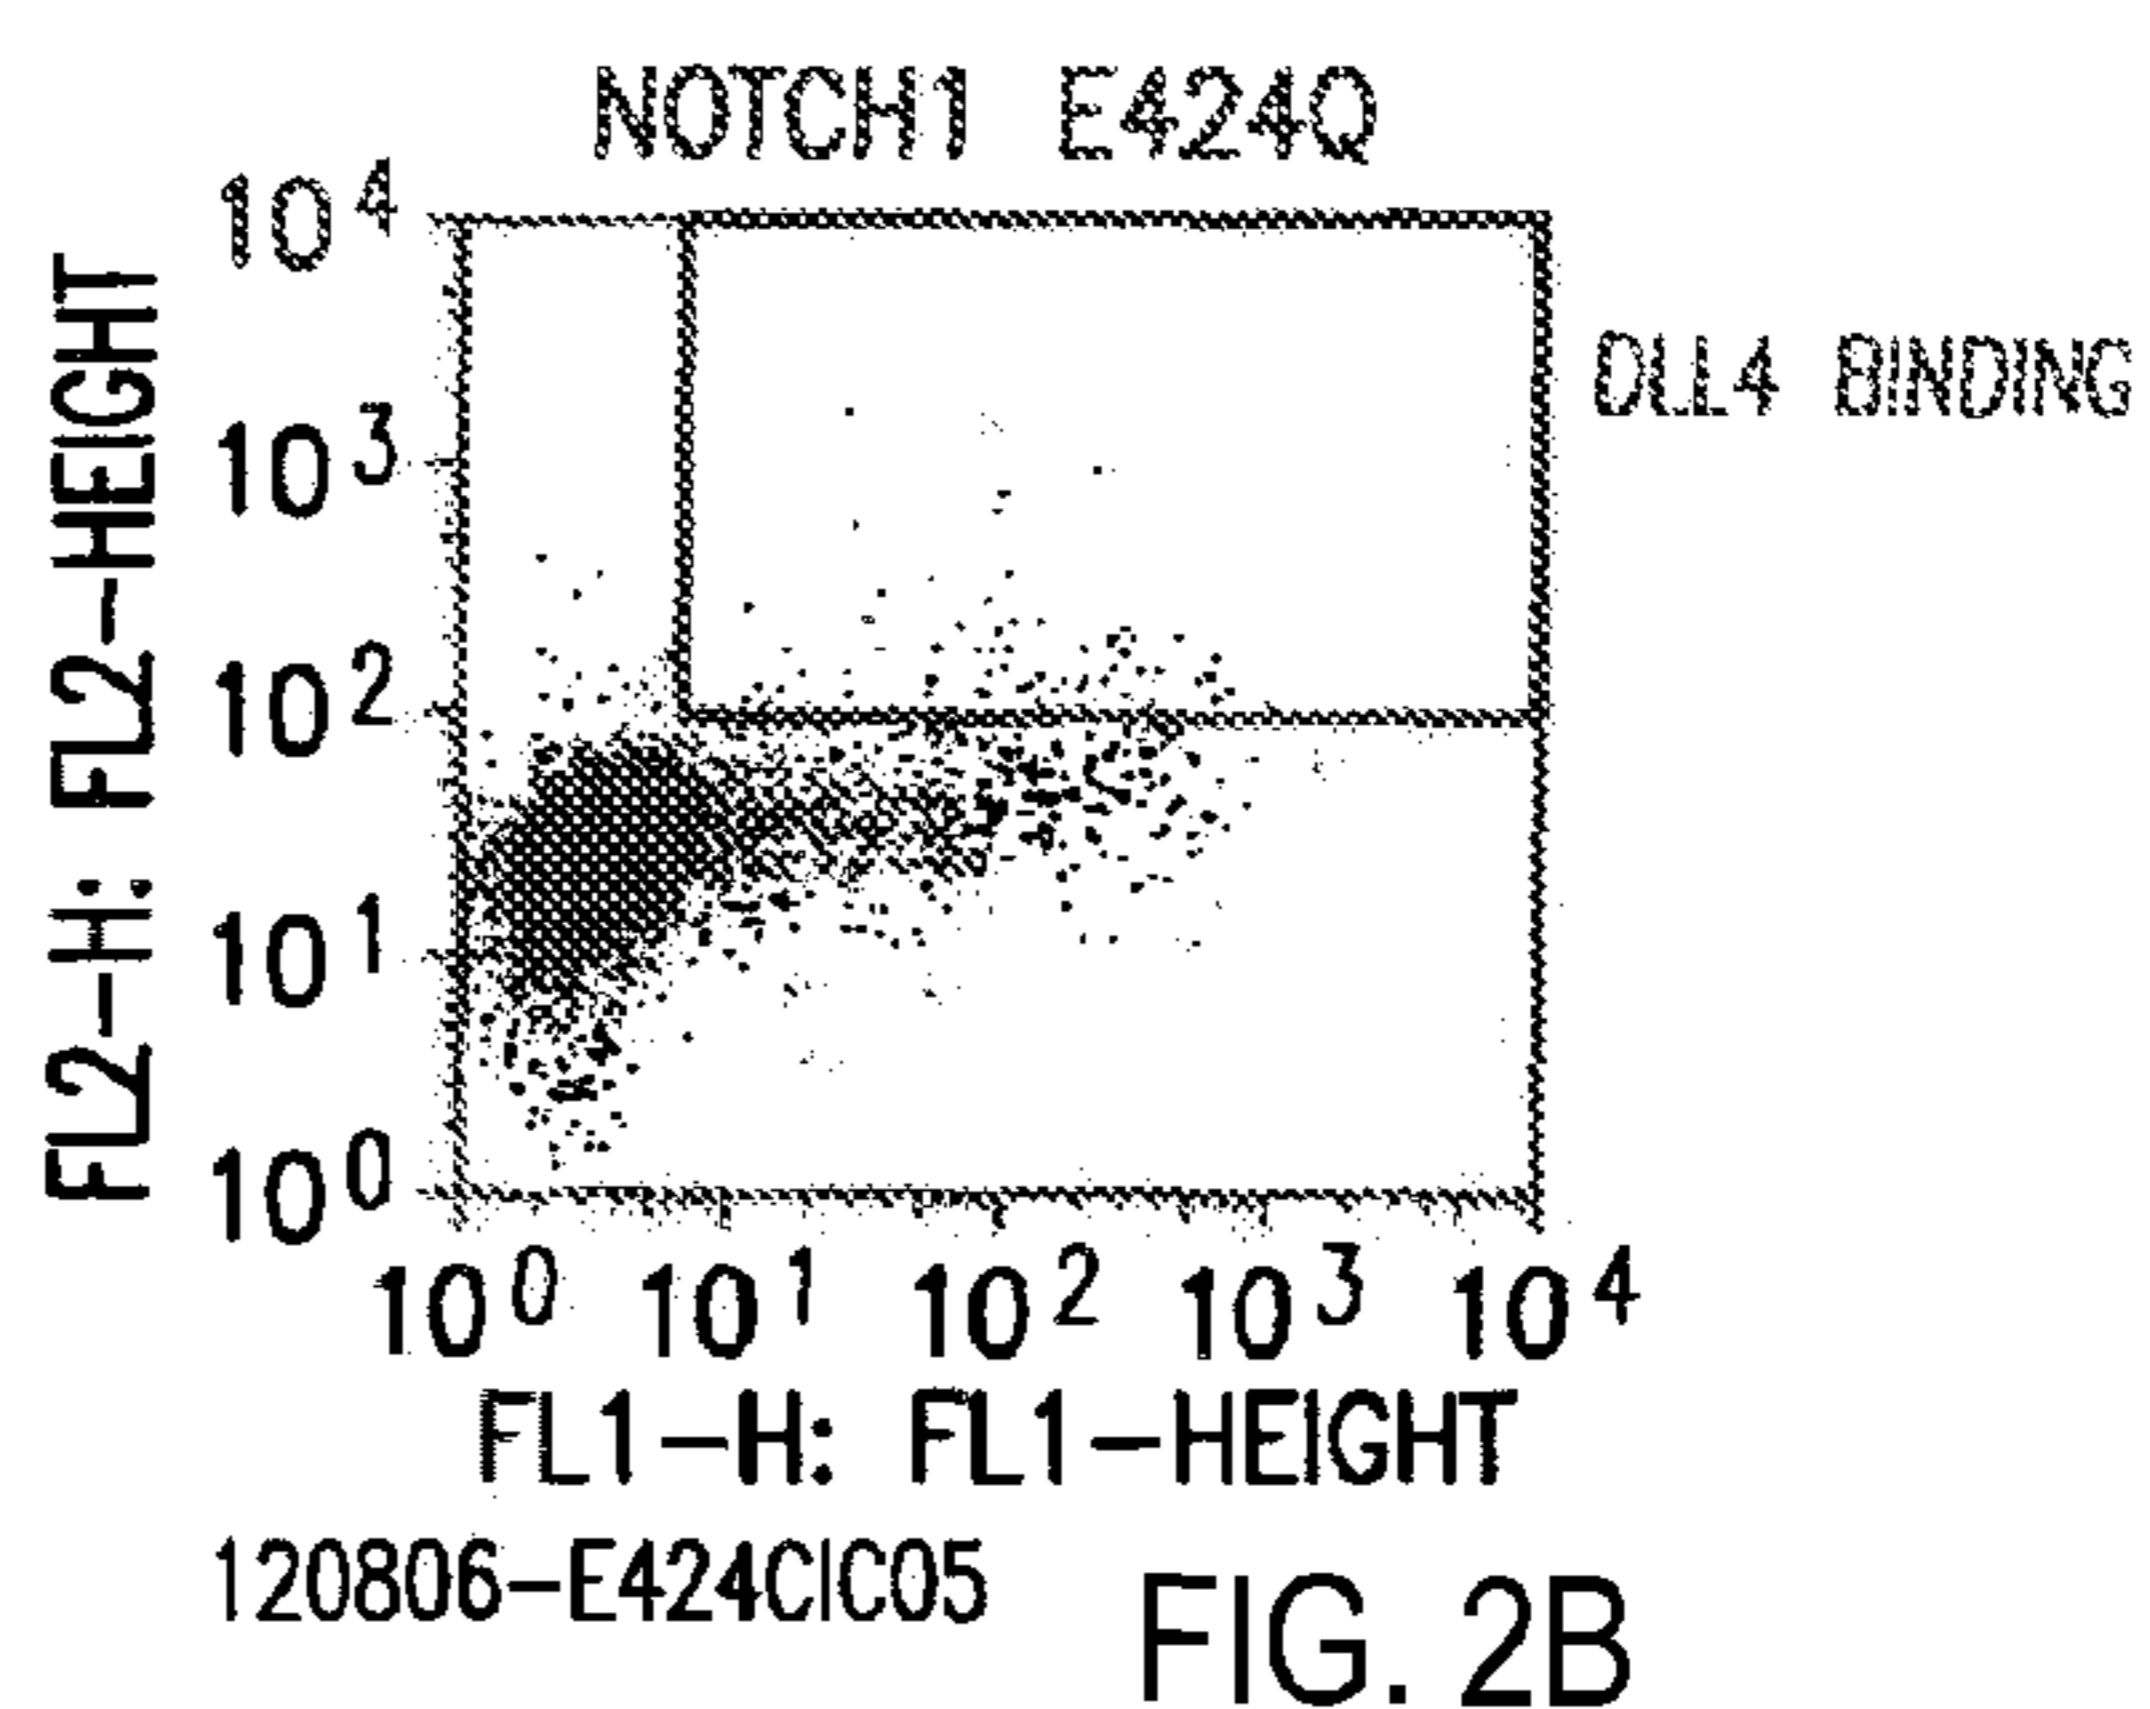 NOTCH1 E424Q
10^4
10^3
10^2
10^1
10^0
FL2-H: FL2-HEIGHT
DLL4 BINDING
10^0 10^1 10^2 10^3 10^4
FL1-H: FL1-HEIGHT
120806-E424CIC05
FIG. 2B